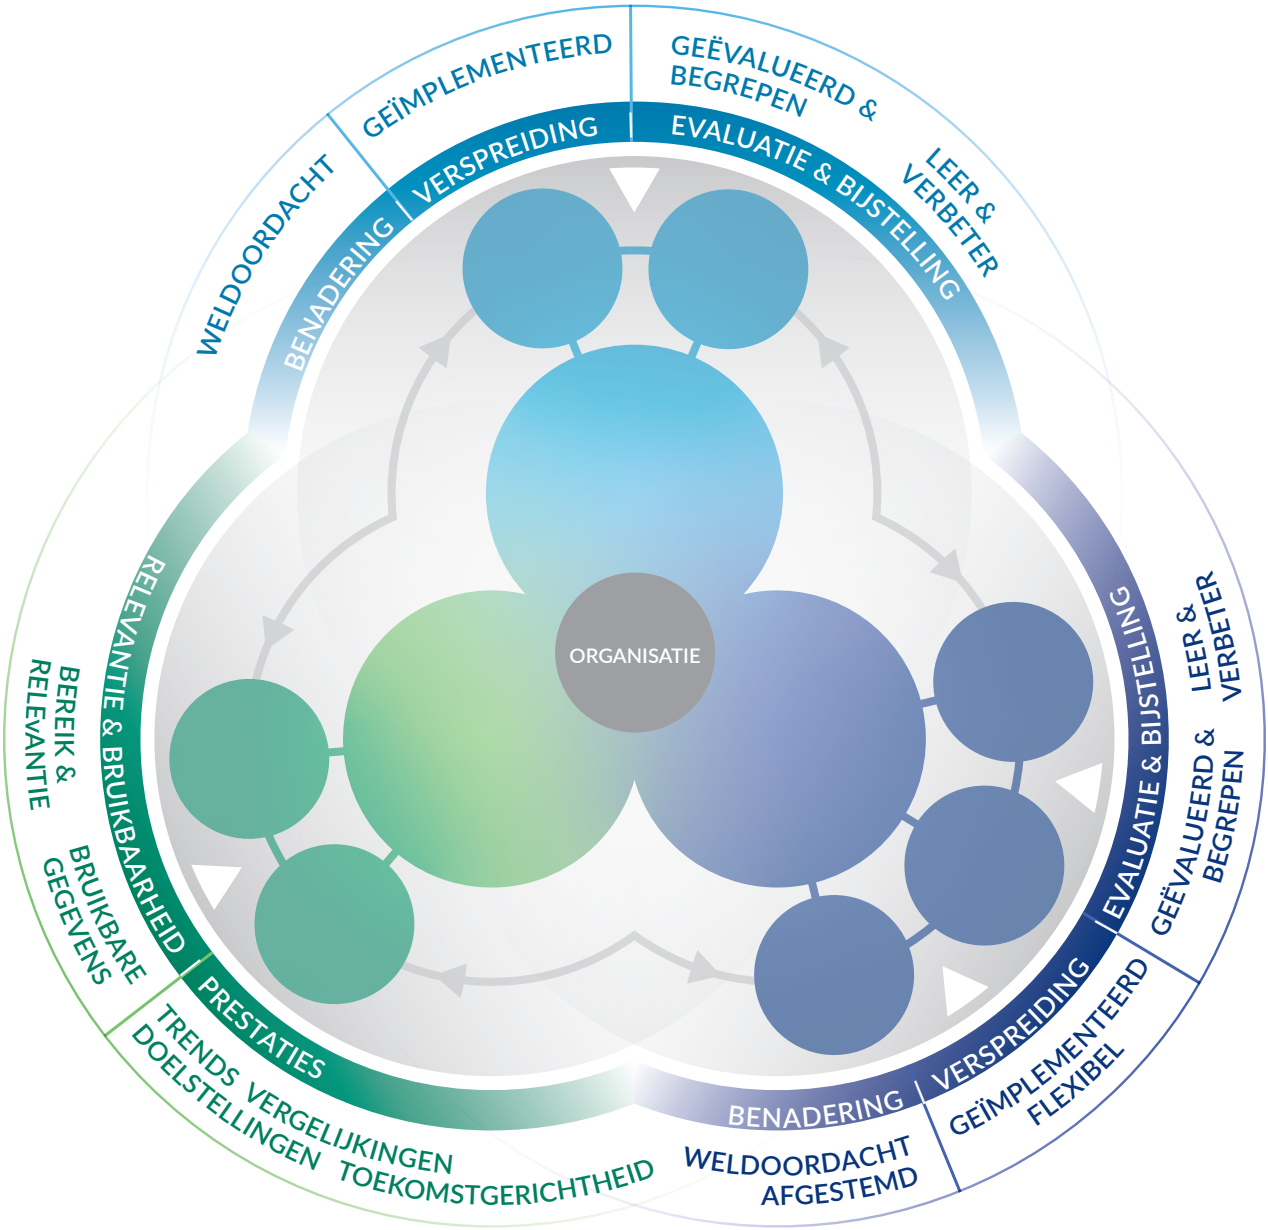 GEÏMPLEMENTEERD
GEËVALUEERD &
BEGREPEN
WELDOORDACHT
LEER &
VERBETER
BENADERING
VERSPREIDING
EVALUATIE & BIJSTELLING
ORGANISATIE
RELEVANTIE & BRUIKBAARHEID
PRESTATIES
BEREIK &
RELEvANTIE
BRUIKBARE
GEGEVENS
TRENDS VERGELIJKINGEN
DOELSTELLINGEN TOEKOMSTGERICHTHEID
EVALUATIE & BIJSTELLING
VERSPREIDING
BENADERING
LEER &
VERBETER
GEËVALUEERD &
BEGREPEN
GEÏMPLEMENTEERD
FLEXIBEL
WELDOORDACHT
AFGESTEMD